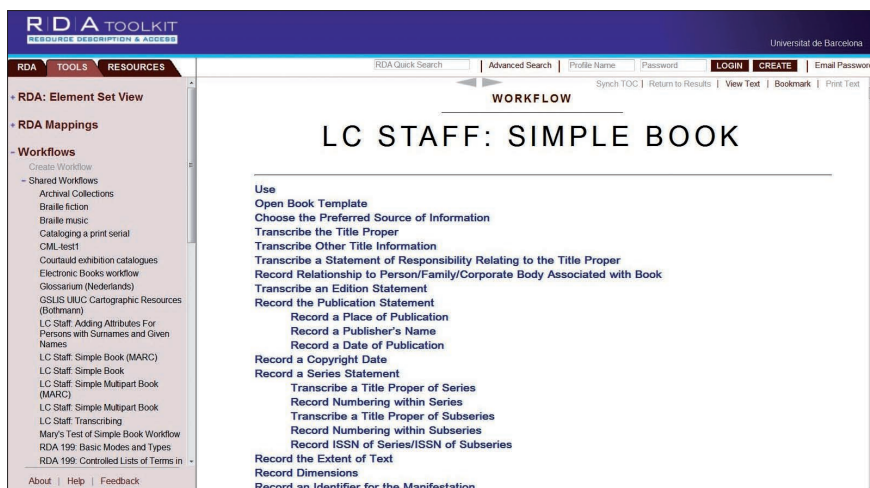 RDA TOOLKIT
RESOURCE DESCRIPTION & ACCESS
Universitat de Barcelona
RDA TOOLS RESOURCES
RDA Quick Search | Advanced Search | Profile Name Password LOGIN CREATE | Email Password
Synch TOC | Return to Results | View Text | Bookmark | Print Text
RDA: Element Set View
RDA Mappings
Workflows
Create Workflow
Shared Workflows
Archival Collections
Braille fiction
Braille music
Cataloging a print serial
CML-test1
Courtauld exhibition catalogues
Electronic Books workflow
Glossarium (Nederlands)
GSLIS UIUC Cartographic Resources
(Bothmann)
LC Staff: Adding Attributes For
Persons with Surnames and Given
Names
LC Staff: Simple Book (MARC)
LC Staff: Simple Book
LC Staff: Simple Multipart Book
(MARC)
LC Staff: Simple Multipart Book
LC Staff: Transcribing
Mary's Test of Simple Book Workflow
RDA 199: Basic Modes and Types
RDA 199: Controlled Lists of Terms in
About | Help | Feedback
WORKFLOW
LC STAFF: SIMPLE BOOK
Use
Open Book Template
Choose the Preferred Source of Information
Transcribe the Title Proper
Transcribe Other Title Information
Transcribe a Statement of Responsibility Relating to the Title Proper
Record Relationship to Person/Family/Corporate Body Associated with Book
Transcribe an Edition Statement
Record the Publication Statement
Record a Place of Publication
Record a Publisher's Name
Record a Date of Publication
Record a Copyright Date
Record a Series Statement
Transcribe a Title Proper of Series
Record Numbering within Series
Transcribe a Title Proper of Subseries
Record Numbering within Subseries
Record ISSN of Series/ISSN of Subseries
Record the Extent of Text
Record Dimensions
Record an Identifier for the Manifestation